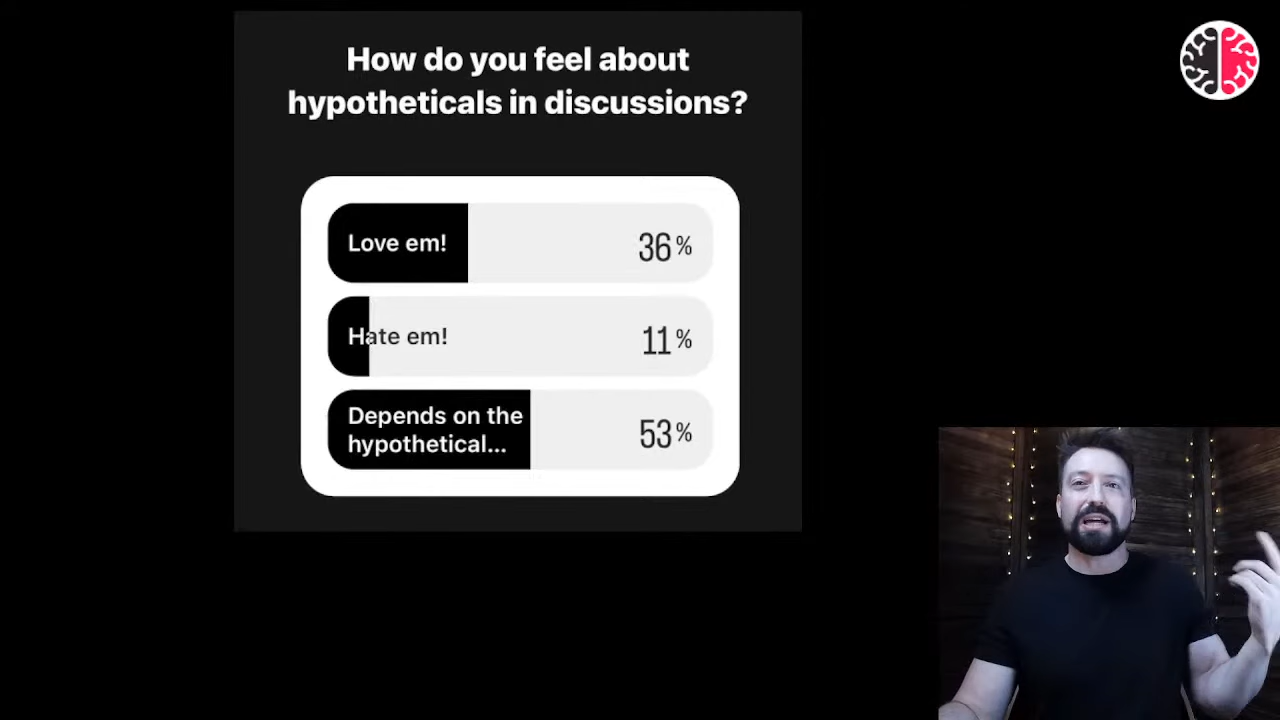 How do you feel about
hypotheticals in discussions?
Love em!
36%
Hate em!
11%
Depends on the
hypothetical...
53%